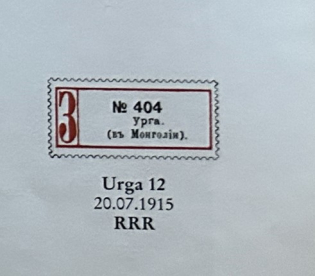 З
№ 404
Урга.
(въ Монголіи).
Urga 12
20.07.1915
RRR